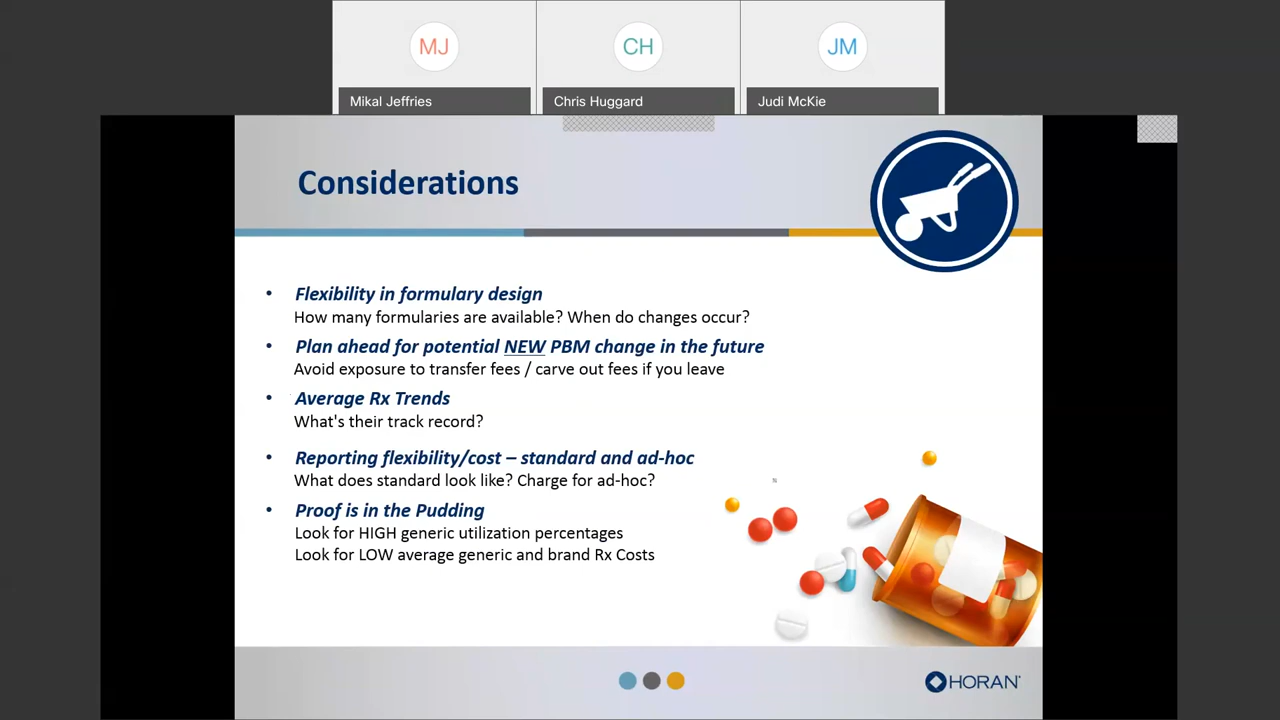 MJ
CH
JM
Mikal Jeffries
Chris Huggard
Judi McKie
Considerations
• Flexibility in formulary design
How many formularies are available? When do changes occur?
• Plan ahead for potential NEW PBM change in the future
Avoid exposure to transfer fees / carve out fees if you leave
• Average Rx Trends
What's their track record?
• Reporting flexibility/cost – standard and ad-hoc
What does standard look like? Charge for ad-hoc?
• Proof is in the Pudding
Look for HIGH generic utilization percentages
Look for LOW average generic and brand Rx Costs
HORAN